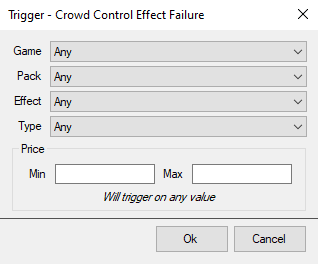 Trigger - Crowd Control Effect Failure
Game Any
Pack Any
Effect Any
Type Any
Price
Min Max
Will trigger on any value
Ok Cancel